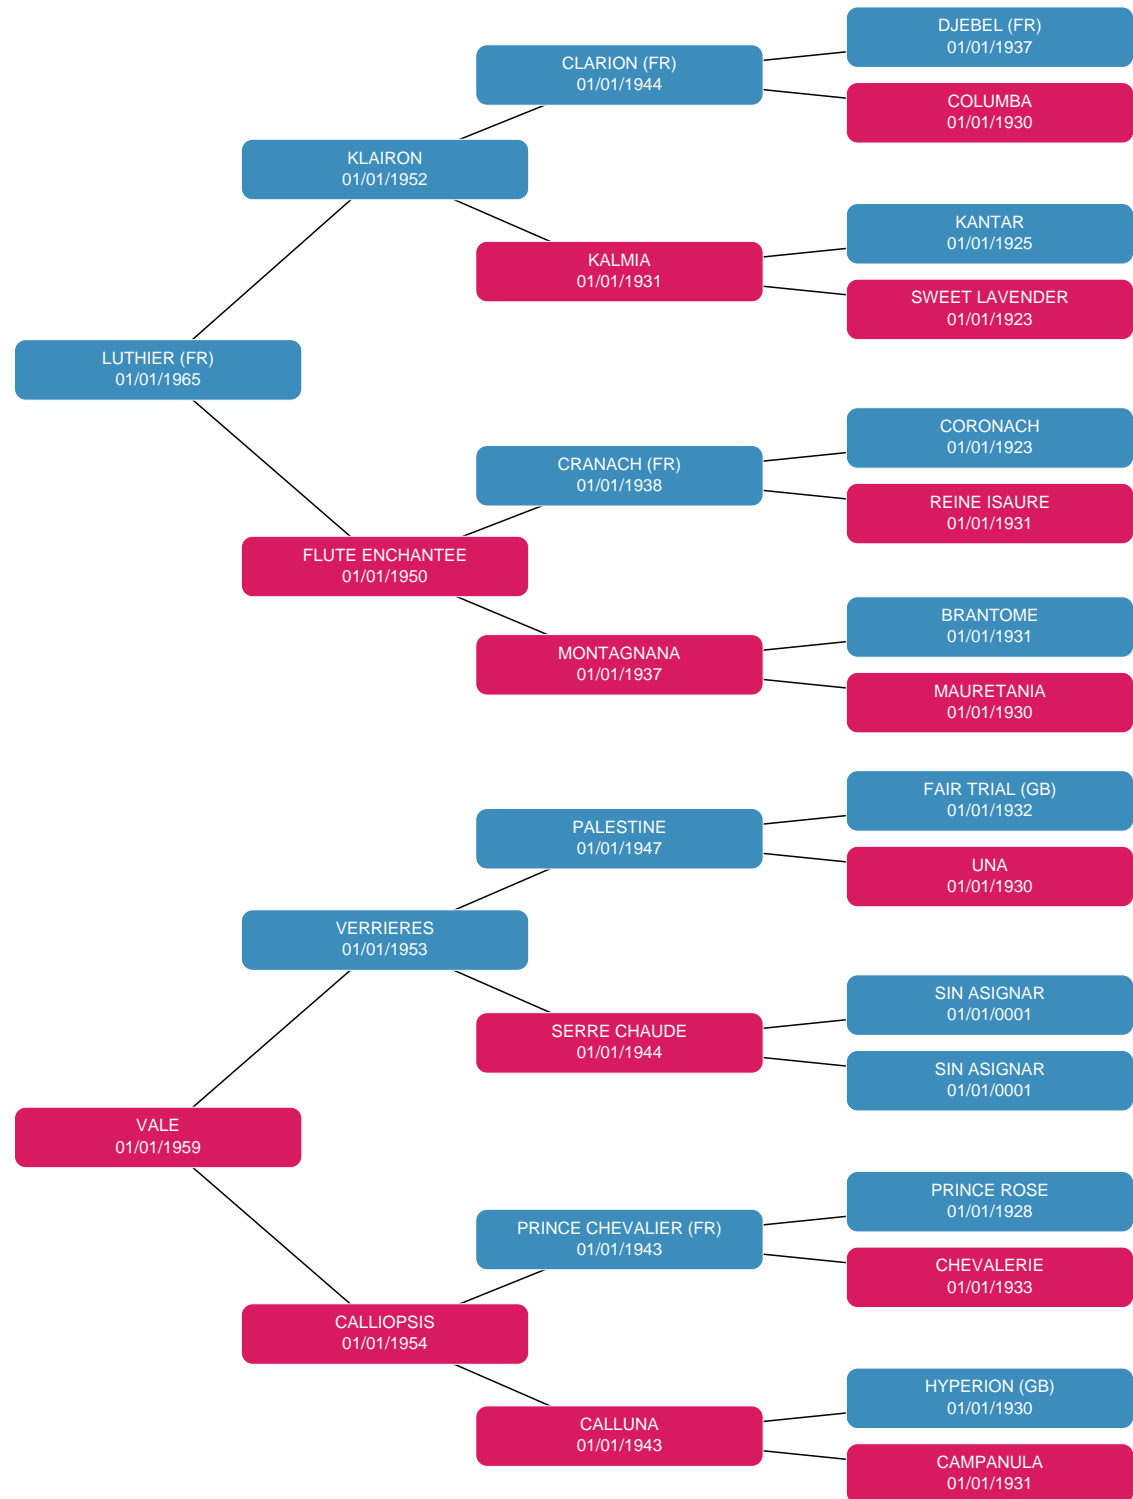 DJEBEL (FR)
01/01/1937
CLARION (FR)
01/01/1944
COLUMBA
01/01/1930
KLAIRON
01/01/1952
KANTAR
01/01/1925
KALMIA
01/01/1931
SWEET LAVENDER
01/01/1923
LUTHIER (FR)
01/01/1965
CORONACH
01/01/1923
CRANACH (FR)
01/01/1938
REINE ISAURE
01/01/1931
FLUTE ENCHANTEE
01/01/1950
BRANTOME
01/01/1931
MONTAGNANA
01/01/1937
MAURETANIA
01/01/1930
FAIR TRIAL (GB)
01/01/1932
PALESTINE
01/01/1947
UNA
01/01/1930
VERRIERES
01/01/1953
SIN ASIGNAR
01/01/0001
SERRE CHAUDE
01/01/1944
SIN ASIGNAR
01/01/0001
VALE
01/01/1959
PRINCE ROSE
01/01/1928
PRINCE CHEVALIER (FR)
01/01/1943
CHEVALERIE
01/01/1933
CALLIOPSIS
01/01/1954
HYPERION (GB)
01/01/1930
CALLUNA
01/01/1943
CAMPANULA
01/01/1931